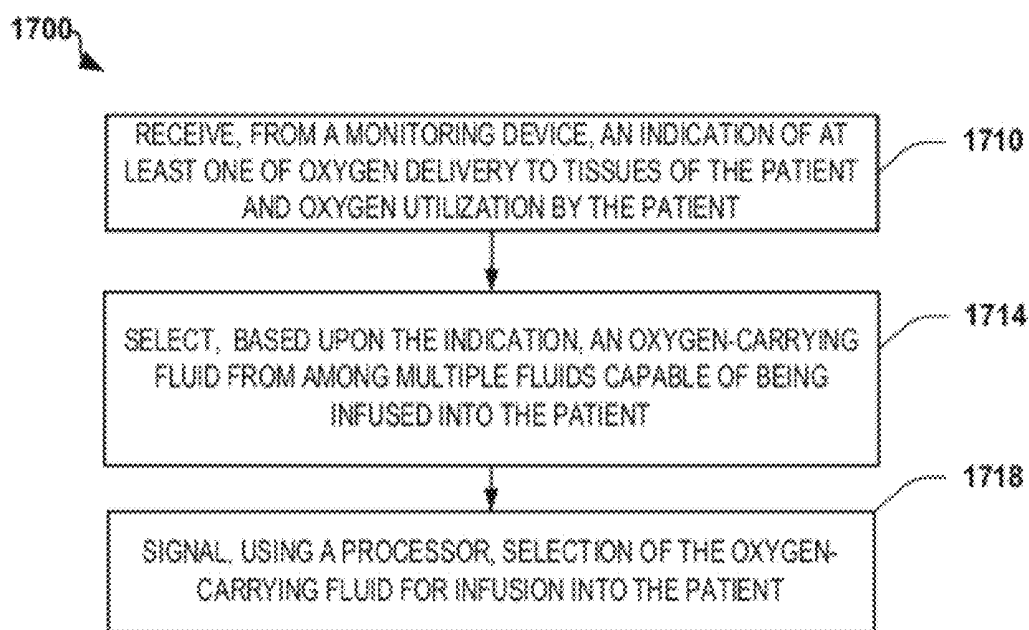 1700
RECEIVE, FROM A MONITORING DEVICE, AN INDICATION OF AT
LEAST ONE OF OXYGEN DELIVERY TO TISSUES OF THE PATIENT
AND OXYGEN UTILIZATION BY THE PATIENT
1710
SELECT, BASED UPON THE INDICATION, AN OXYGEN-CARRYING
FLUID FROM AMONG MULTIPLE FLUIDS CAPABLE OF BEING
INFUSED INTO THE PATIENT
1714
SIGNAL, USING A PROCESSOR, SELECTION OF THE OXYGEN-
CARRYING FLUID FOR INFUSION INTO THE PATIENT
1718